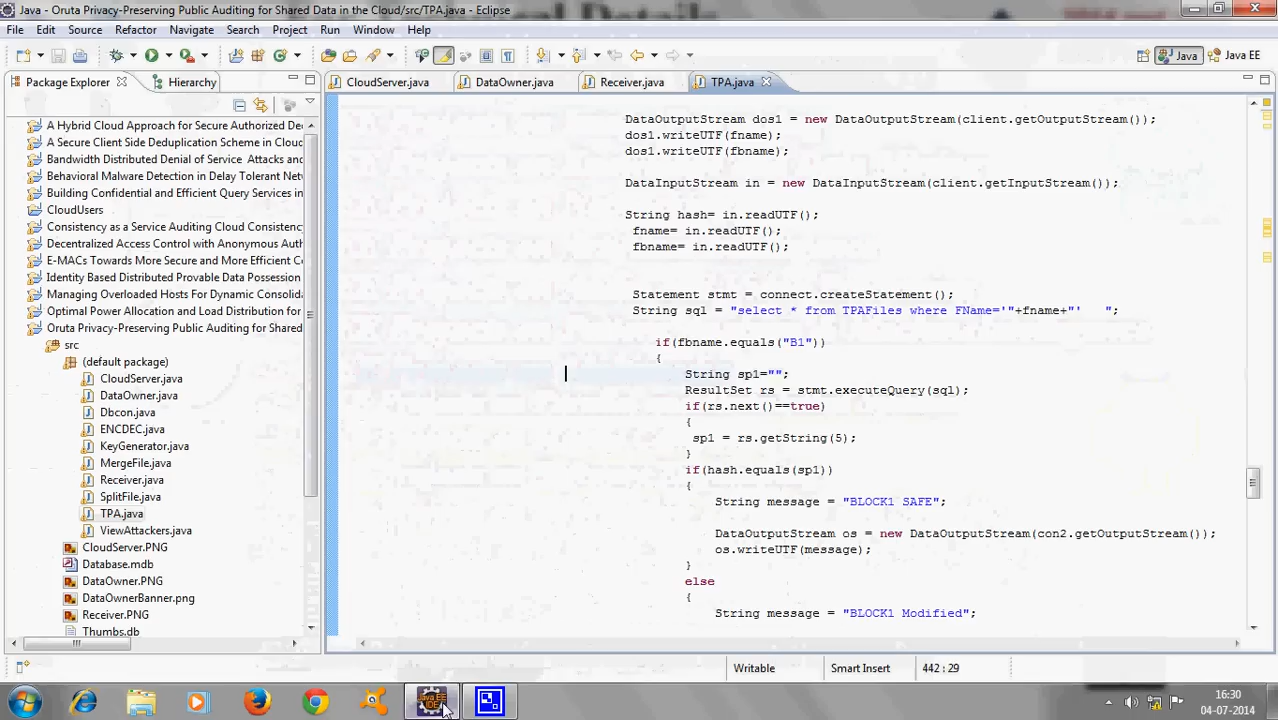 Java - Oruta Privacy-Preserving Public Auditing for Shared Data in the Cloud/src/TPA.java - Eclipse
File Edit Source Refactor Navigate Search Project Run Window Help
Java Java EE
Package Explorer Hierarchy
CloudServer.java DataOwner.java Receiver.java TPA.java
A Hybrid Cloud Approach for Secure Authorized De
A Secure Client Side Deduplication Scheme in Cloud
Bandwidth Distributed Denial of Service Attacks and
Behavioral Malware Detection in Delay Tolerant Netw
Building Confidential and Efficient Query Services in
CloudUsers
Consistency as a Service Auditing Cloud Consistency
Decentralized Access Control with Anonymous Auth
E-MACs Towards More Secure and More Efficient C
Identity Based Distributed Provable Data Possession
Managing Overloaded Hosts For Dynamic Consolida
Optimal Power Allocation and Load Distribution for
Oruta Privacy-Preserving Public Auditing for Shared
src
(default package)
CloudServer.java
DataOwner.java
Dbcon.java
ENCDEC.java
KeyGenerator.java
MergeFile.java
Receiver.java
SplitFile.java
TPA.java
ViewAttackers.java
CloudServer.PNG
Database.mdb
DataOwner.PNG
DataOwnerBanner.png
Receiver.PNG
Thumbs.db
DataOutputStream dos1 = new DataOutputStream(client.getOutputStream());
dos1.writeUTF(fname);
dos1.writeUTF(fbname);
DataInputStream in = new DataInputStream(client.getInputStream());
String hash= in.readUTF();
fname= in.readUTF();
fbname= in.readUTF();
Statement stmt = connect.createStatement();
String sql = "select * from TPAFiles where FName='"+fname+"'   ";
if(fbname.equals("B1"))
{
String sp1="";
ResultSet rs = stmt.executeQuery(sql);
if(rs.next()==true)
{
sp1 = rs.getString(5);
}
if(hash.equals(sp1))
{
String message = "BLOCK1 SAFE";
DataOutputStream os = new DataOutputStream(con2.getOutputStream());
os.writeUTF(message);
}
else
{
String message = "BLOCK1 Modified";
Writable Smart Insert 442 : 29
16:30
04-07-2014